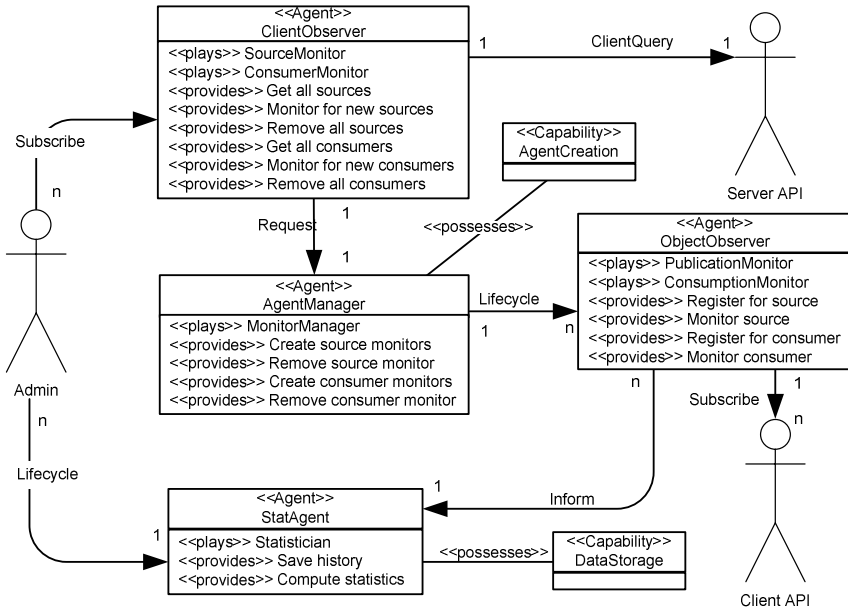 <<Agent>>
ClientObserver
<<plays>> SourceMonitor
<<plays>> ConsumerMonitor
<<provides>> Get all sources
<<provides>> Monitor for new sources
<<provides>> Remove all sources
<<provides>> Get all consumers
<<provides>> Monitor for new consumers
<<provides>> Remove all consumers
1
ClientQuery
1
Server API
Subscribe
n
Admin
n
Lifecycle
1
Request
1
1
<<Capability>>
AgentCreation
<<possesses>>
<<Agent>>
AgentManager
<<plays>> MonitorManager
<<provides>> Create source monitors
<<provides>> Remove source monitor
<<provides>> Create consumer monitors
<<provides>> Remove consumer monitor
Lifecycle
1
n
<<Agent>>
ObjectObserver
<<plays>> PublicationMonitor
<<plays>> ConsumptionMonitor
<<provides>> Register for source
<<provides>> Monitor source
<<provides>> Register for consumer
<<provides>> Monitor consumer
n
1
Subscribe
n
Client API
1
Inform
<<Agent>>
StatAgent
<<plays>> Statistician
<<provides>> Save history
<<provides>> Compute statistics
<<possesses>>
<<Capability>>
DataStorage